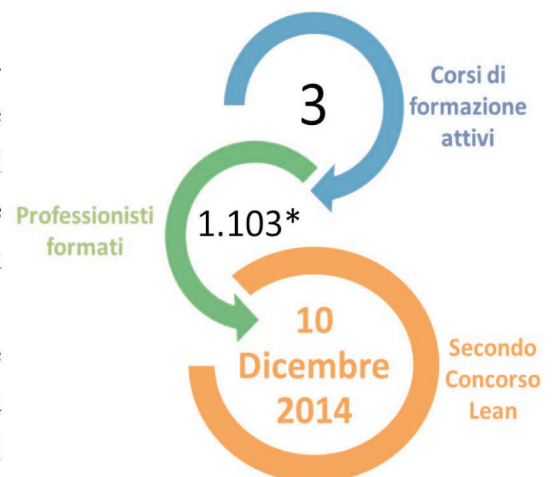 3
Corsi di
formazione
attivi
Professionisti
formati
1.103*
10
Dicembre
2014
Secondo
Concorso
Lean